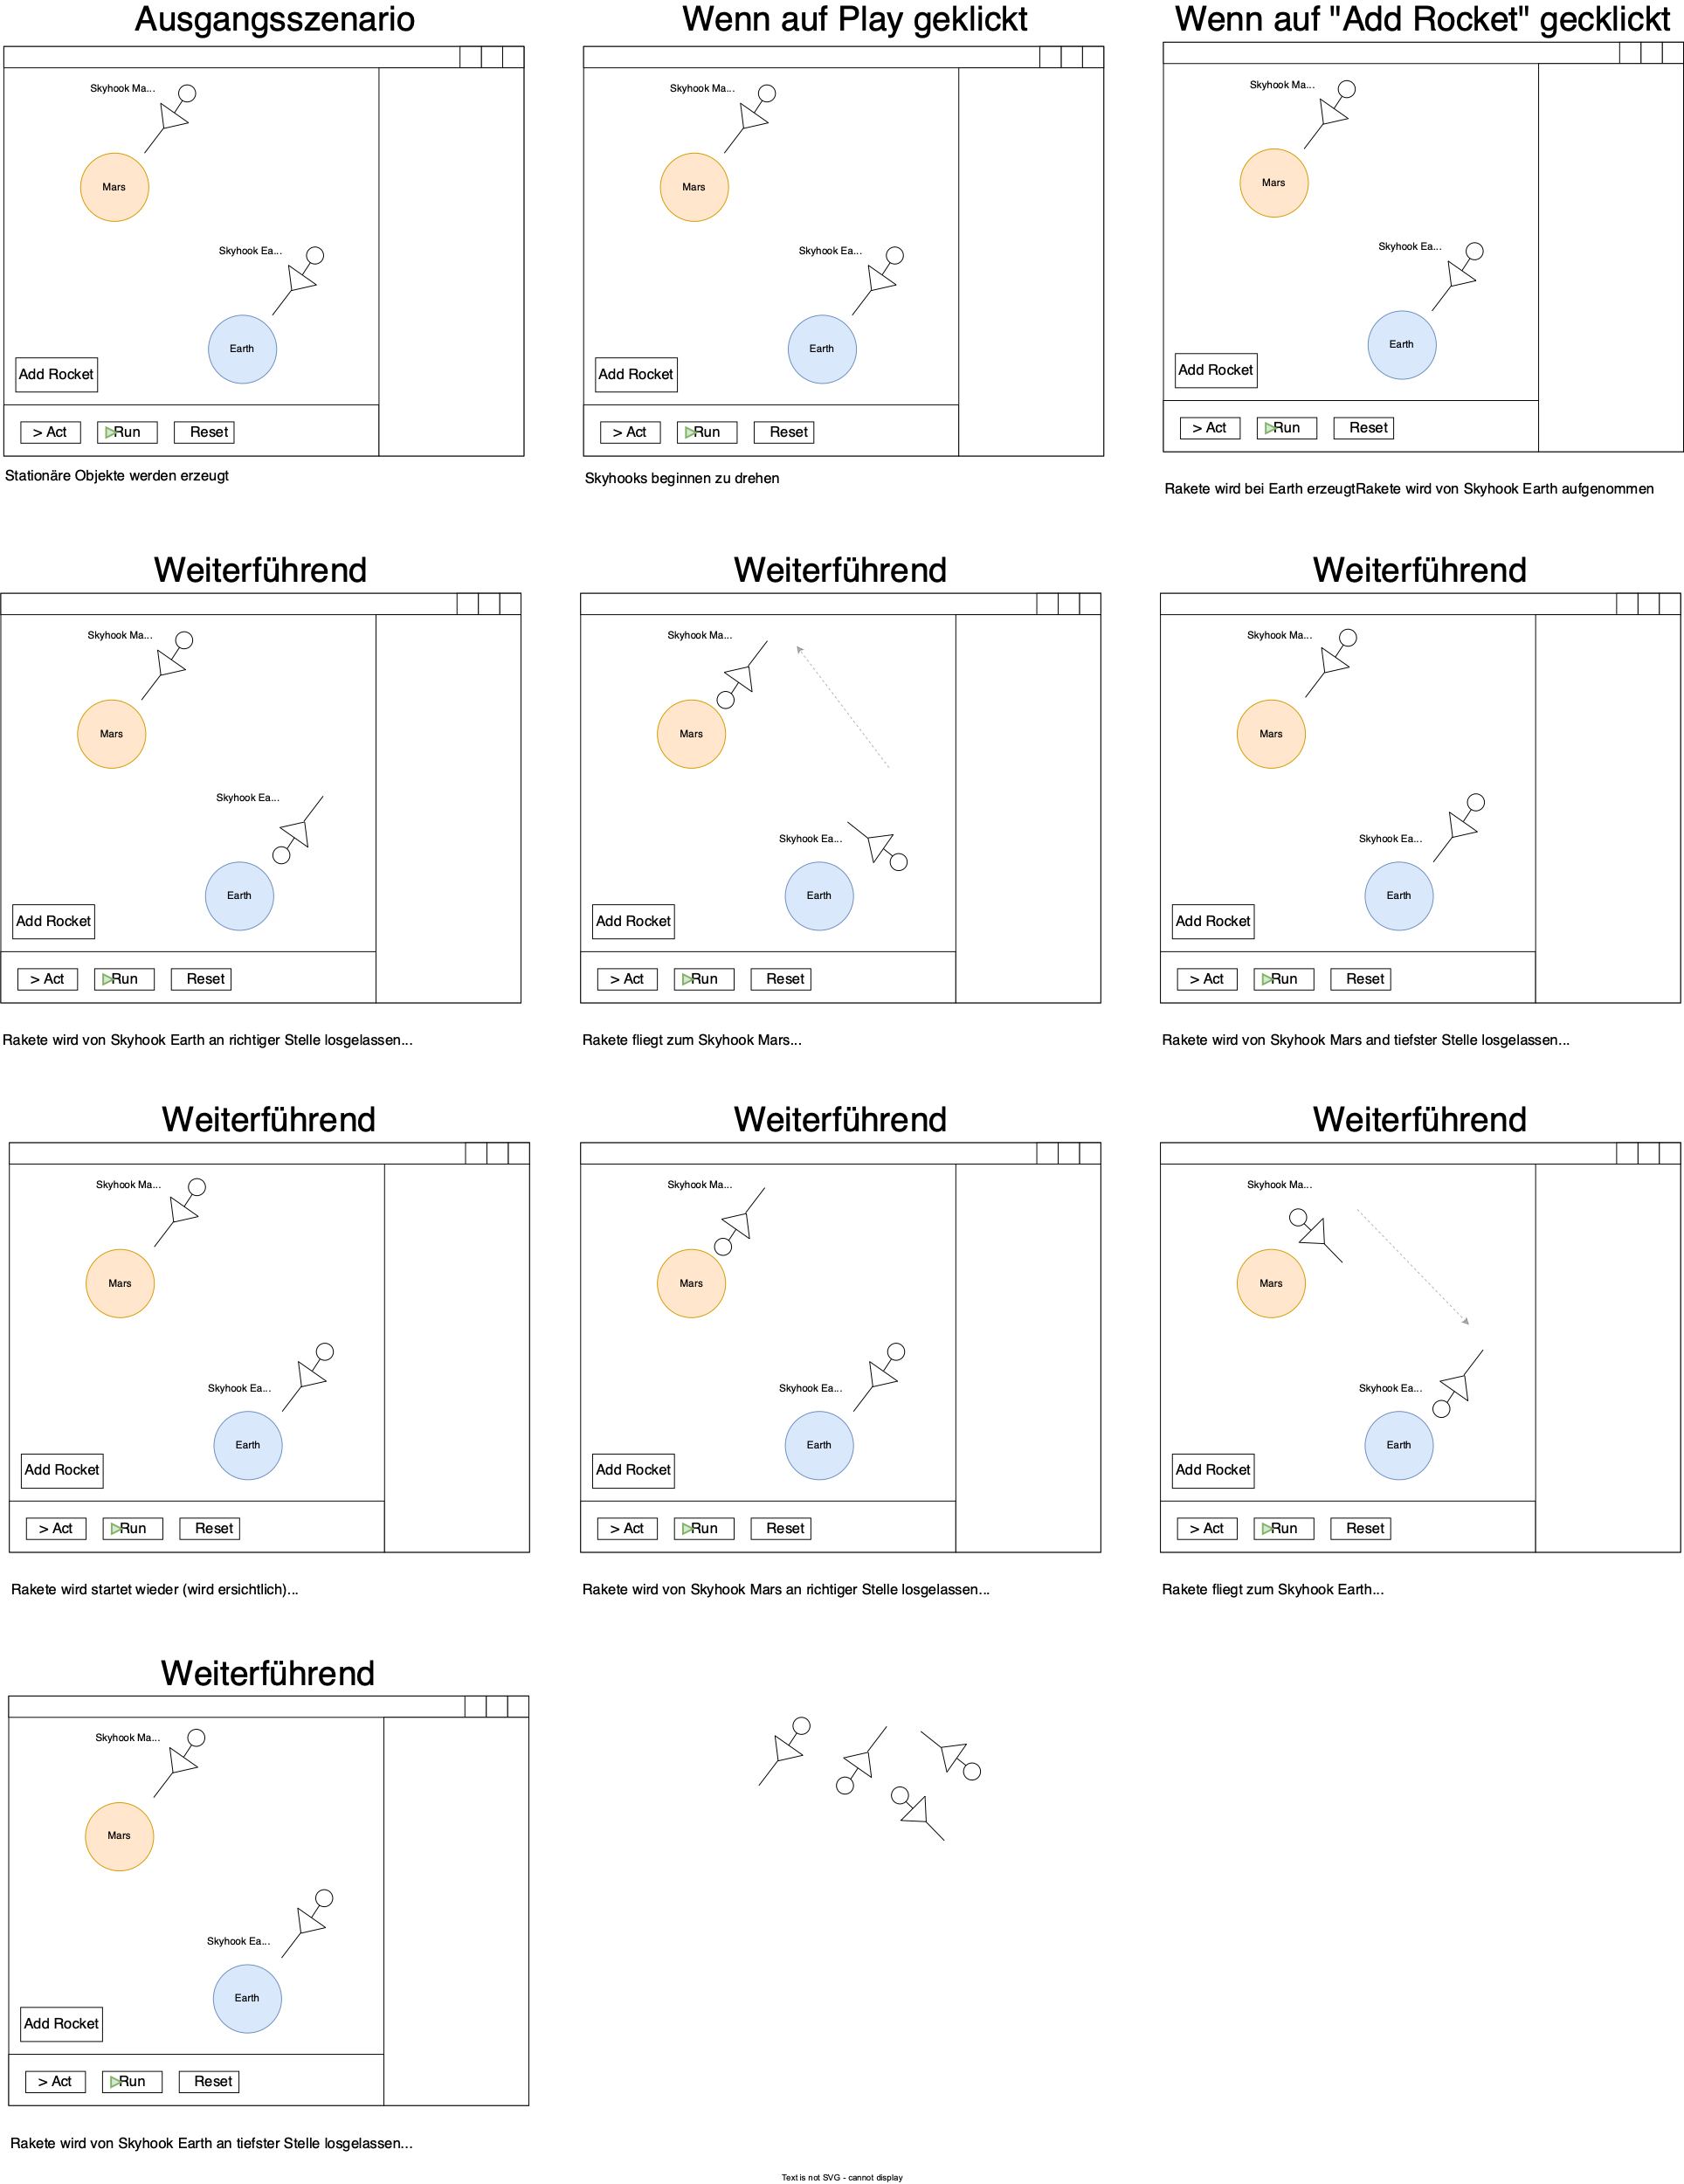 Ausgangsszenario
Skyhook Ma...
Mars
Skyhook Ea...
Earth
Add Rocket
> Act
Run
Reset
Stationäre Objekte werden erzeugt
Wenn auf Play geklickt
Skyhook Ma...
Mars
Skyhook Ea...
Earth
Add Rocket
> Act
Run
Reset
Skyhooks beginnen zu drehen
Wenn auf "Add Rocket" gecklickt
Skyhook Ma...
Mars
Skyhook Ea...
Earth
Add Rocket
> Act
Run
Reset
Rakete wird bei Earth erzeugtRakete wird von Skyhook Earth aufgenommen
Weiterführend
Skyhook Ma...
Mars
Skyhook Ea...
Earth
Add Rocket
> Act
Run
Reset
Rakete wird von Skyhook Earth an richtiger Stelle losgelassen...
Weiterführend
Skyhook Ma...
Mars
Skyhook Ea...
Earth
Add Rocket
> Act
Run
Reset
Rakete fliegt zum Skyhook Mars...
Weiterführend
Skyhook Ma...
Mars
Skyhook Ea...
Earth
Add Rocket
> Act
Run
Reset
Rakete wird von Skyhook Mars and tiefster Stelle losgelassen...
Weiterführend
Skyhook Ma...
Mars
Skyhook Ea...
Earth
Add Rocket
> Act
Run
Reset
Rakete wird startet wieder (wird ersichtlich)...
Weiterführend
Skyhook Ma...
Mars
Skyhook Ea...
Earth
Add Rocket
> Act
Run
Reset
Rakete wird von Skyhook Mars an richtiger Stelle losgelassen...
Weiterführend
Skyhook Ma...
Mars
Skyhook Ea...
Earth
Add Rocket
> Act
Run
Reset
Rakete fliegt zum Skyhook Earth...
Weiterführend
Skyhook Ma...
Mars
Skyhook Ea...
Earth
Add Rocket
> Act
Run
Reset
Rakete wird von Skyhook Earth an tiefster Stelle losgelassen...
Text is not SVG - cannot display